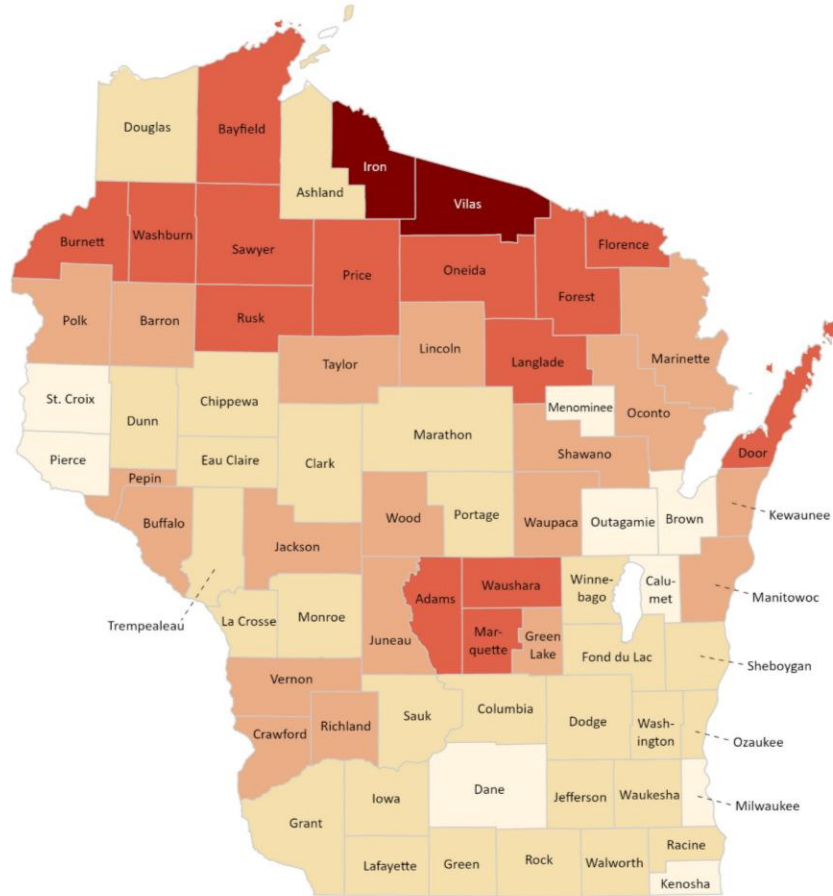 Douglas
Bayfield
Iron
Ashland
Vilas
Burnett
Washburn
Sawyer
Florence
Price
Oneida
Forest
Polk
Barron
Rusk
Lincoln
Taylor
Langlade
Marinette
St. Croix
Chippewa
Menominee
Oconto
Dunn
Marathon
Pierce
Eau Claire
Clark
Shawano
Door
Pepin
Buffalo
Wood
Portage
Waupaca
Outagamie
Brown
Kewaunee
Jackson
Trempealeau
La Crosse
Monroe
Juneau
Adams
Waushara
Winne-
bago
Calu-
met
Manitowoc
Mar-
quette
Green
Lake
Fond du Lac
Sheboygan
Vernon
Crawford
Richland
Sauk
Columbia
Dodge
Wash-
ington
Ozaukee
Dane
Iowa
Jefferson
Waukesha
Milwaukee
Grant
Lafayette
Green
Rock
Walworth
Racine
Kenosha